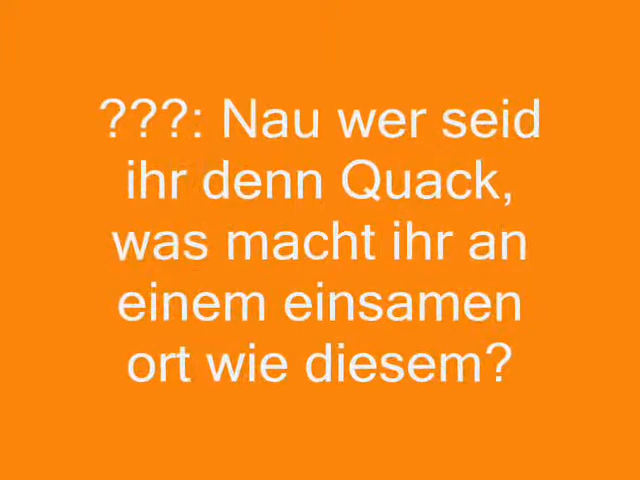 ???: Nau wer seid
ihr denn Quack,
was macht ihr an
einem einsamen
ort wie diesem?